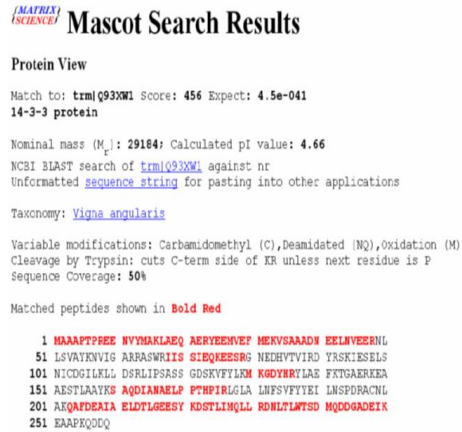 {MATRIX
{SCIENCE} Mascot Search Results
Protein View
Match to: trm|Q93XW1 Score: 456 Expect: 4.5e-041
14-3-3 protein
Nominal mass (Mr): 29184; Calculated pI value: 4.66
NCBI BLAST search of trm|Q93XW1 against nr
Unformatted sequence string for pasting into other applications
Taxonomy: Vigna angularis
Variable modifications: Carbamidomethyl (C),Deamidated (NQ),Oxidation (M)
Cleavage by Trypsin: cuts C-term side of KR unless next residue is P
Sequence Coverage: 50%
Matched peptides shown in Bold Red
1 MAAAPTPREE NVYMAKLAEQ AERYEEMVEF MEKVSAAADN EELNVEERNL
51 LSVAYKNVIG ARRASWRIIS SIEQKEESRG NEDHVTVIRD YRSKIESELS
101 NICDGILKLL DSRLIPSASS GDSKVFYLKM KGDYHRYLAE FKTGAERKEA
151 AESTLAAYKS AQDIANAELP PTHPIRLGLA LNFSVFYYEI LNSPDRACNL
201 AKQAFDEAIA ELDTLGEESY KDSTLIMQLL RDNLTLWTSD MQDDGADEIK
251 EAAPKQDDQ